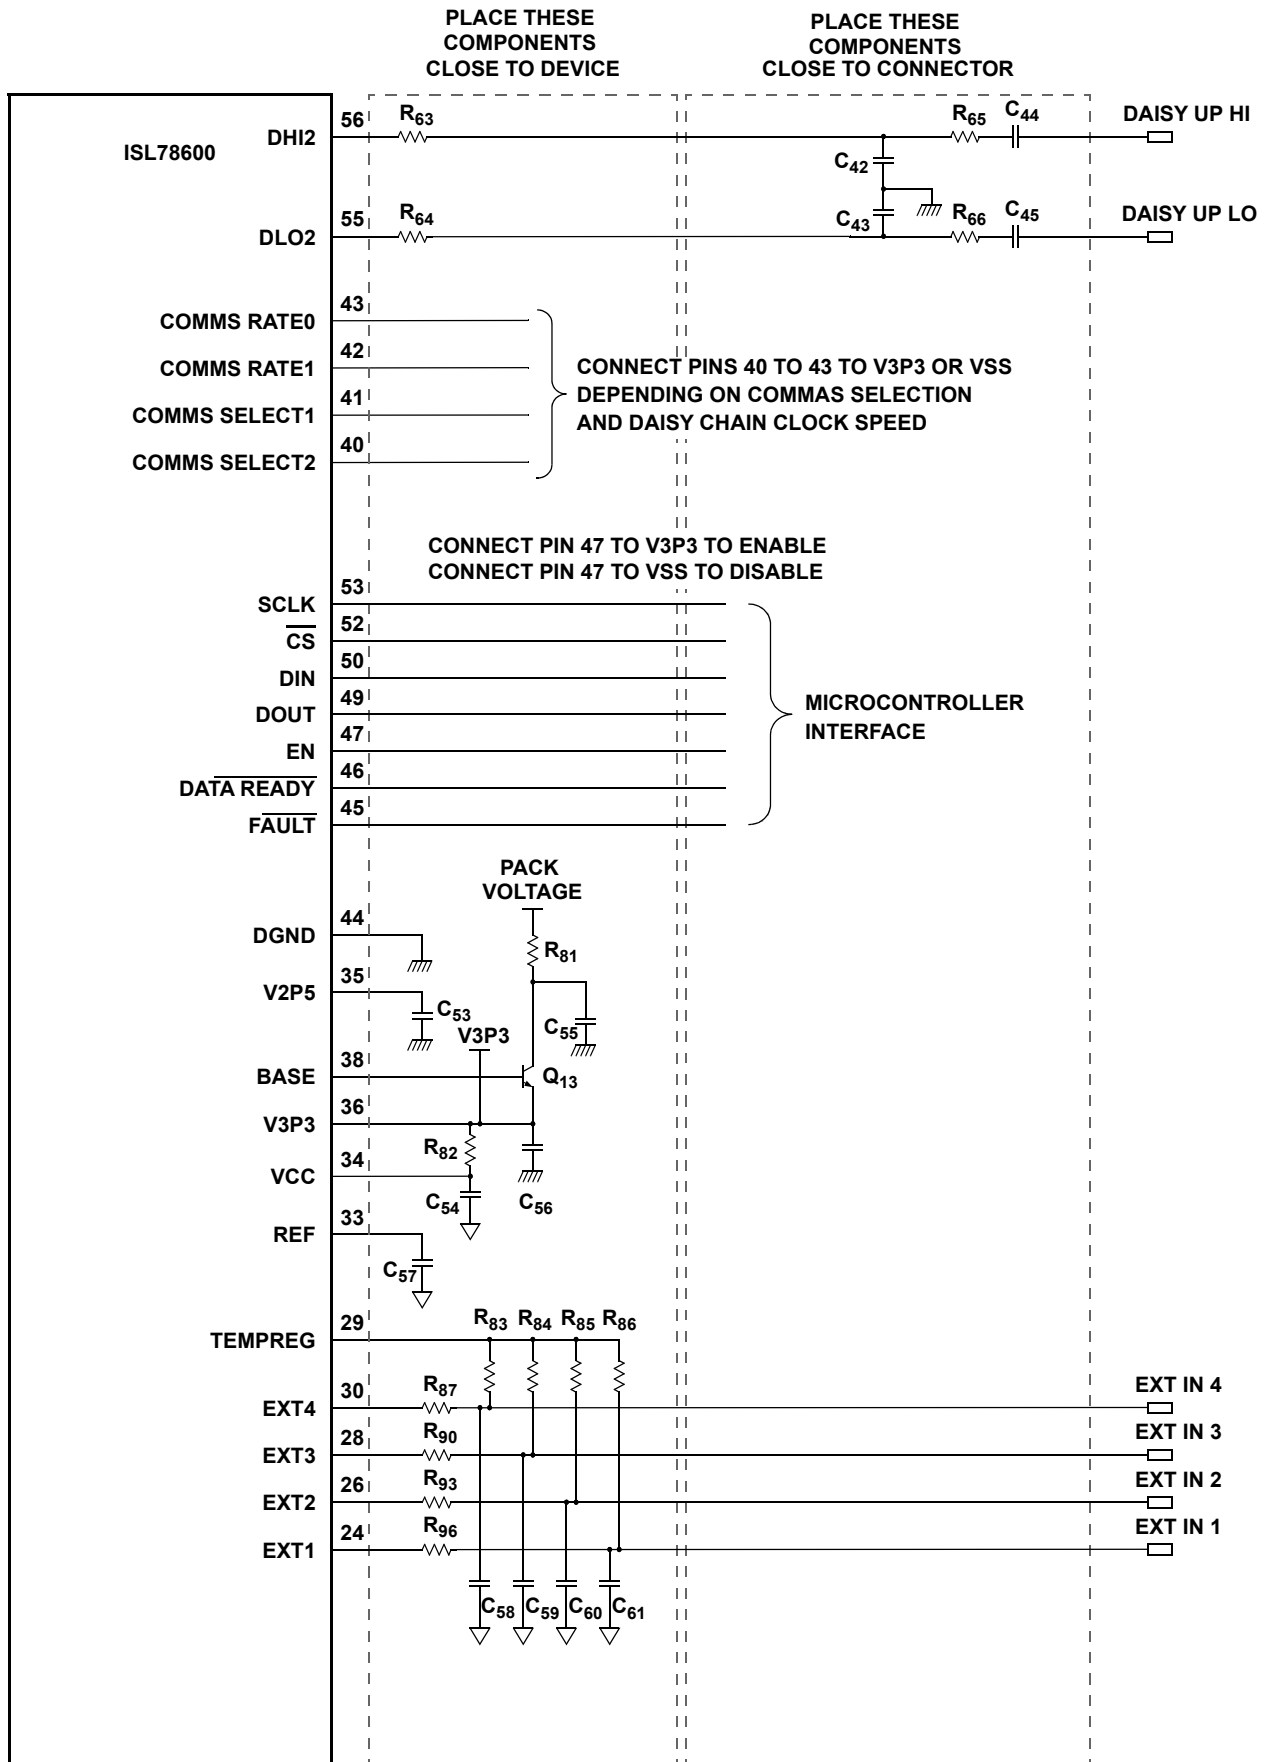 PLACE THESE
COMPONENTS
CLOSE TO DEVICE
PLACE THESE
COMPONENTS
CLOSE TO CONNECTOR
ISL78600
DHI2
56
R63
R65
C44
DAISY UP HI
C42
DLO2
55
R64
C43
R66
C45
DAISY UP LO
COMMS RATE0
43
COMMS RATE1
42
COMMS SELECT1
41
COMMS SELECT2
40
CONNECT PINS 40 TO 43 TO V3P3 OR VSS
DEPENDING ON COMMAS SELECTION
AND DAISY CHAIN CLOCK SPEED
CONNECT PIN 47 TO V3P3 TO ENABLE
CONNECT PIN 47 TO VSS TO DISABLE
SCLK
53
CS
52
DIN
50
DOUT
49
EN
47
DATA READY
46
FAULT
45
MICROCONTROLLER
INTERFACE
PACK
VOLTAGE
DGND
44
R81
V2P5
35
C53
V3P3
C55
BASE
38
Q13
V3P3
36
R82
VCC
34
C54
C56
REF
33
C57
TEMPREG
29
R83
R84
R85
R86
EXT4
30
R87
EXT IN 4
EXT3
28
R90
EXT IN 3
EXT2
26
R93
EXT IN 2
EXT1
24
R96
EXT IN 1
C58
C59
C60
C61